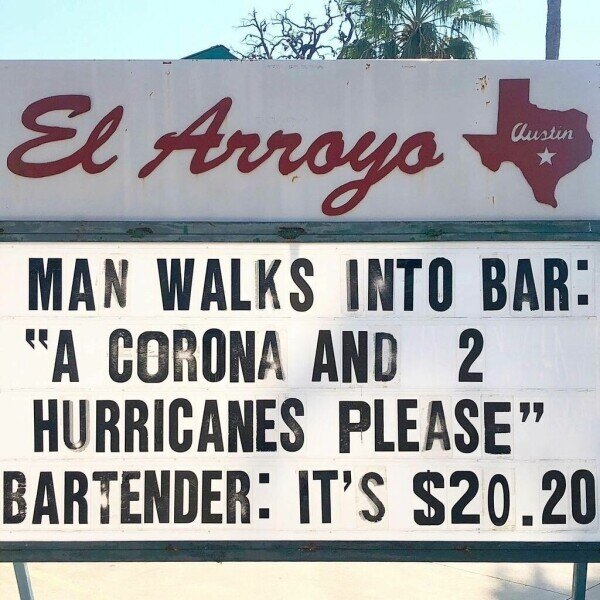 El Arroyo
Austin
MAN WALKS INTO BAR:
"A CORONA AND 2
HURRICANES PLEASE"
BARTENDER: IT'S $20.20